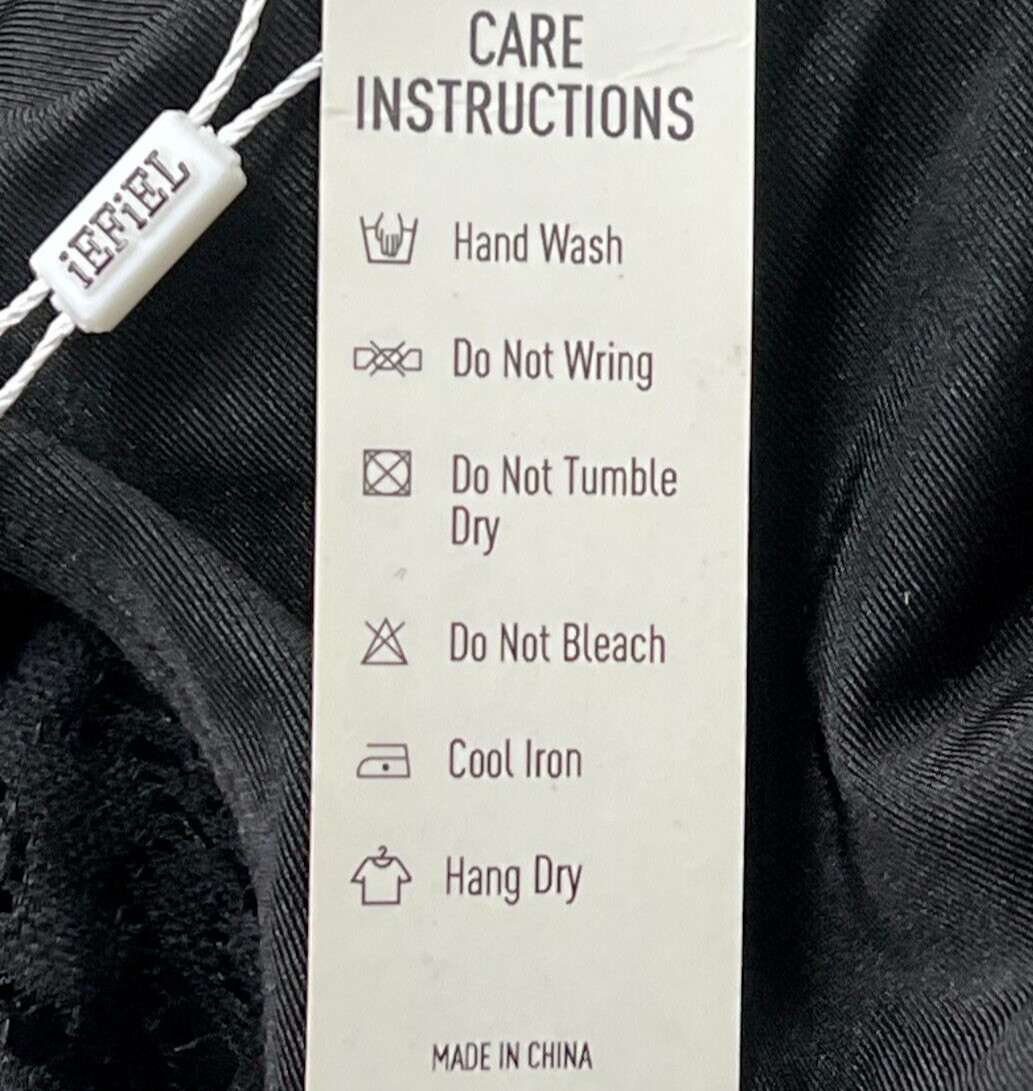 CARE
INSTRUCTIONS
iEFiEL
Hand Wash
Do Not Wring
Do Not Tumble
Dry
Do Not Bleach
Cool Iron
Hang Dry
MADE IN CHINA